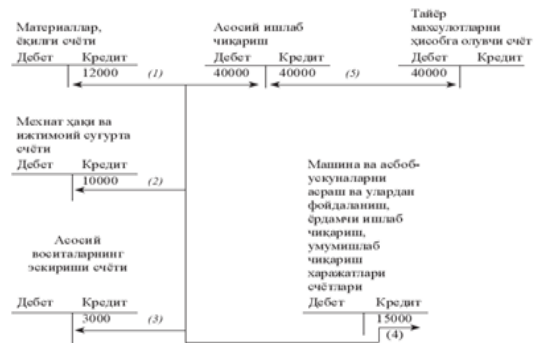 Материаллар,
ёқилғи счёти
Дебет Кредит
12000 (1)
Асосий ишлаб
чиқариш
Дебет Кредит
40000 40000 (5)
Тайёр
махсулотларни
ҳисобга олувчи счёт
Дебет Кредит
40000
Меҳнат ҳақи ва
ижтимоий суғурта
счёти
Дебет Кредит
10000 (2)
Асосий
воситаларнинг
эскириши счёти
Дебет Кредит
3000 (3)
Машина ва асбоб-
ускуналарни
асраш ва улардан
фойдаланиш,
ёрдамчи ишлаб
чиқариш,
умумишлаб
чиқариш
харажатлари
счётлари
Дебет Кредит
15000
(4)